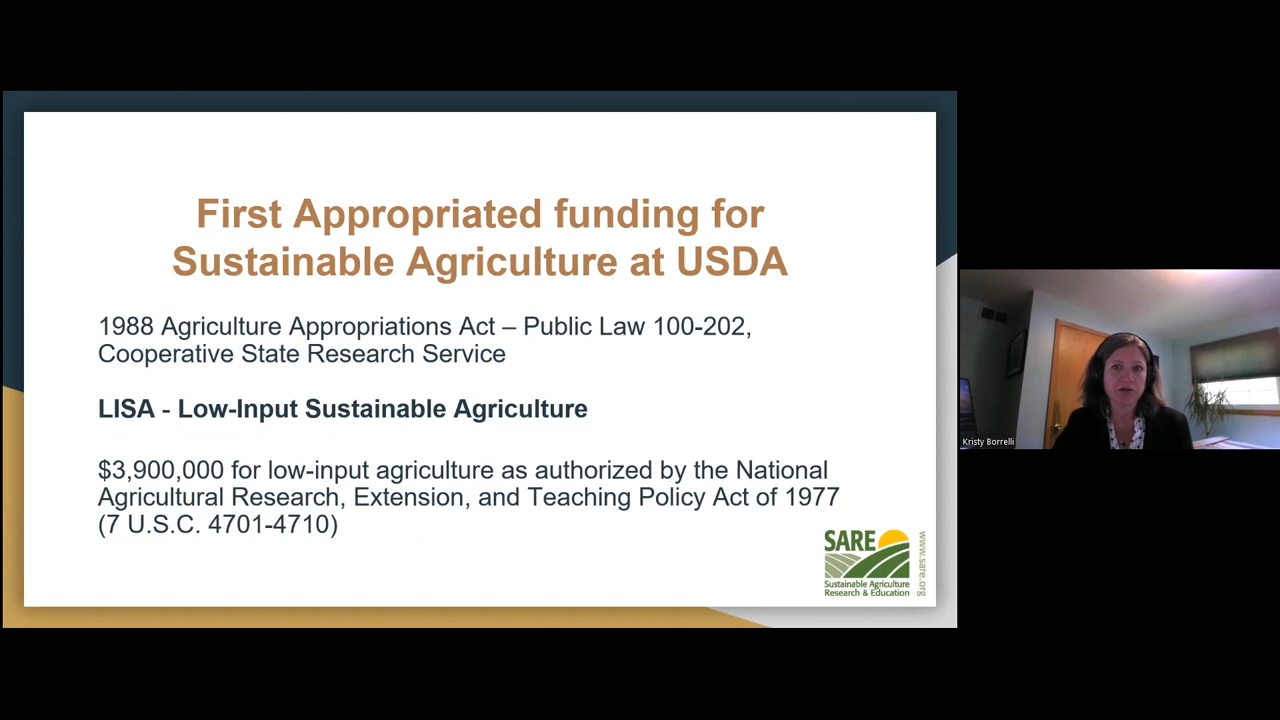 First Appropriated funding for
Sustainable Agriculture at USDA
1988 Agriculture Appropriations Act – Public Law 100-202,
Cooperative State Research Service
LISA - Low-Input Sustainable Agriculture
$3,900,000 for low-input agriculture as authorized by the National
Agricultural Research, Extension, and Teaching Policy Act of 1977
(7 U.S.C. 4701-4710)
SARE
Sustainable Agriculture
Research & Education
www.sare.org
Kristy Borrelli